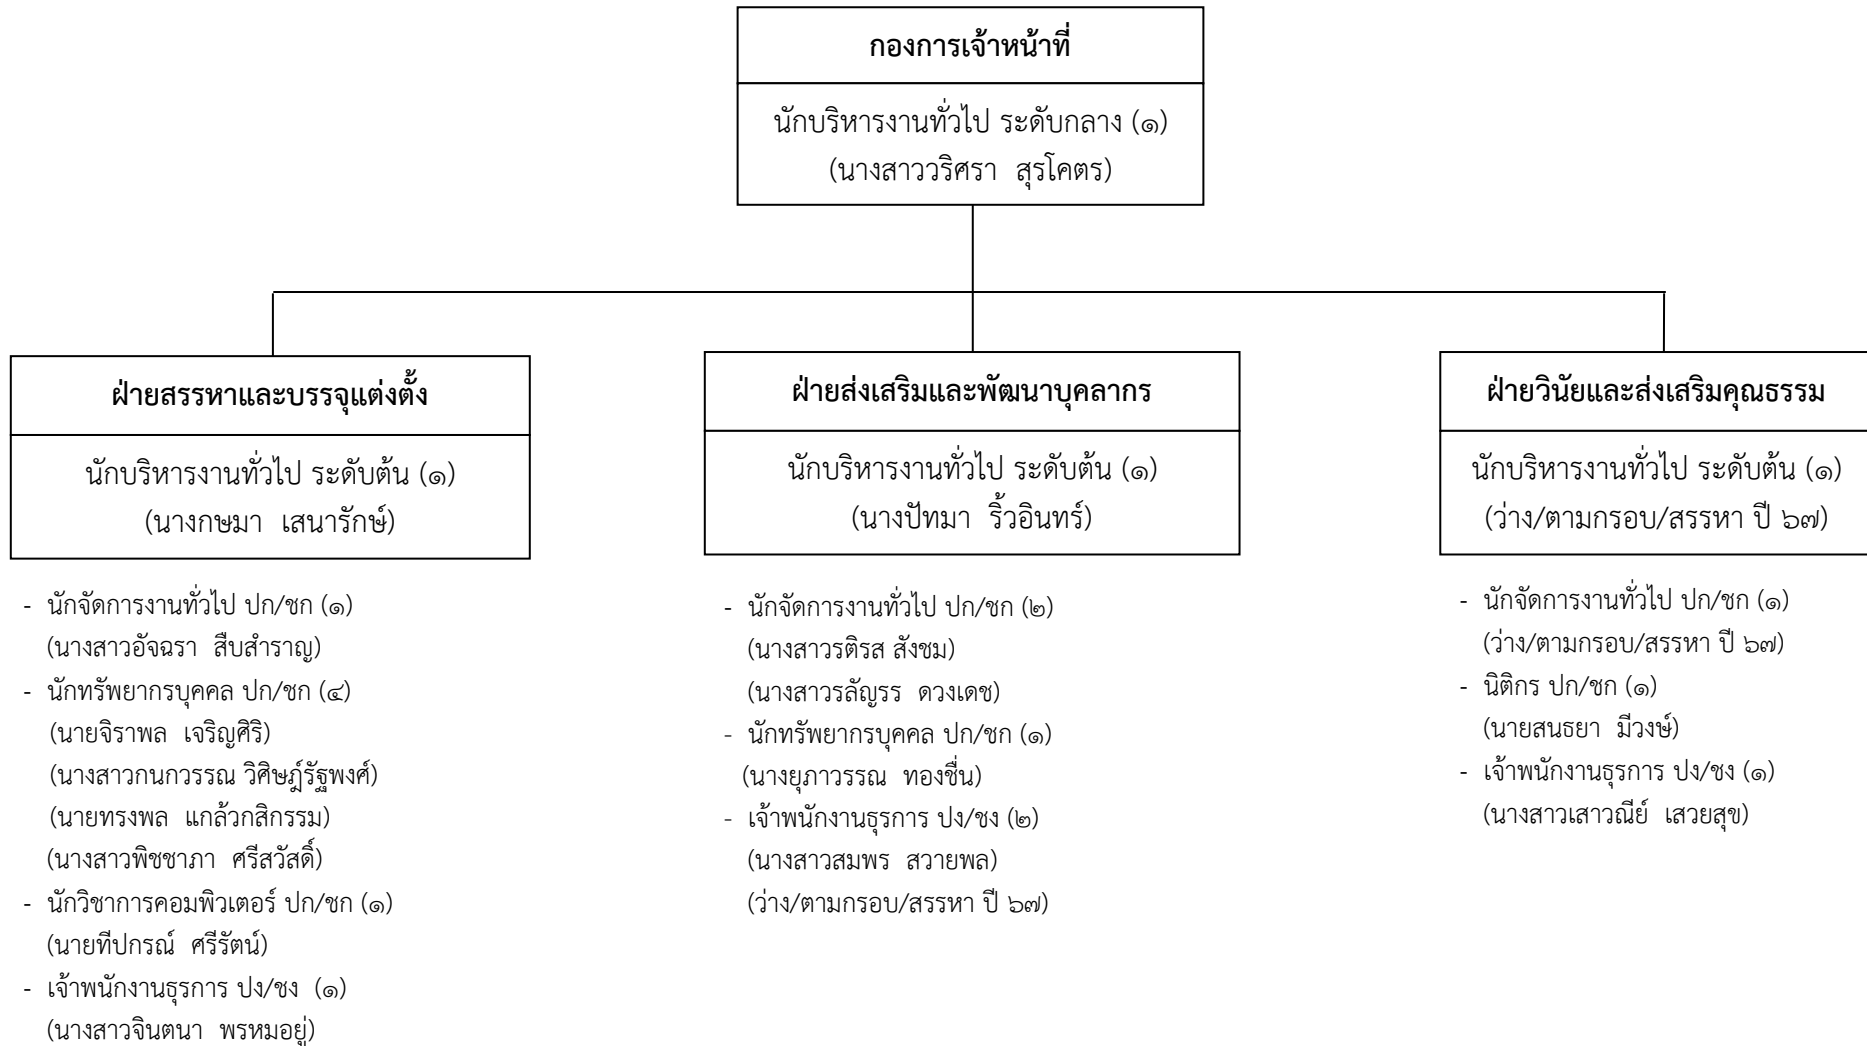 กองการเจ้าหน้าที่
นักบริหารงานทั่วไป ระดับกลาง (๑)
(นางสาววริศรา สุรโคตร)
ฝ่ายสรรหาและบรรจุแต่งตั้ง
นักบริหารงานทั่วไป ระดับต้น (๑)
(นางกษมา เสนารักษ์)
- นักจัดการงานทั่วไป ปก/ชก (๑)
(นางสาวอัจฉรา สืบสำราญ)
- นักทรัพยากรบุคคล ปก/ชก (๔)
(นายจิราพล เจริญศิริ)
(นางสาวกนกวรรณ วิศิษฎ์รัฐพงศ์)
(นายทรงพล แกล้วกสิกรรม)
(นางสาวพิชชาภา ศรีสวัสดิ์)
- นักวิชาการคอมพิวเตอร์ ปก/ชก (๑)
(นายทีปกรณ์ ศรีรัตน์)
- เจ้าพนักงานธุรการ ปง/ชง (๑)
(นางสาวจินตนา พรหมอยู่)
ฝ่ายส่งเสริมและพัฒนาบุคลากร
นักบริหารงานทั่วไป ระดับต้น (๑)
(นางปัทมา ริ้วอินทร์)
- นักจัดการงานทั่วไป ปก/ชก (๒)
(นางสาวรติรส สังชม)
(นางสาวรลัญรร ดวงเดช)
- นักทรัพยากรบุคคล ปก/ชก (๑)
(นางยุภาวรรณ ทองชื่น)
- เจ้าพนักงานธุรการ ปง/ชง (๒)
(นางสาวสมพร สวายพล)
(ว่าง/ตามกรอบ/สรรหา ปี ๖๗)
ฝ่ายวินัยและส่งเสริมคุณธรรม
นักบริหารงานทั่วไป ระดับต้น (๑)
(ว่าง/ตามกรอบ/สรรหา ปี ๖๗)
- นักจัดการงานทั่วไป ปก/ชก (๑)
(ว่าง/ตามกรอบ/สรรหา ปี ๖๗)
- นิติกร ปก/ชก (๑)
(นายสนธยา มีวงษ์)
- เจ้าพนักงานธุรการ ปง/ชง (๑)
(นางสาวเสาวณีย์ เสวยสุข)